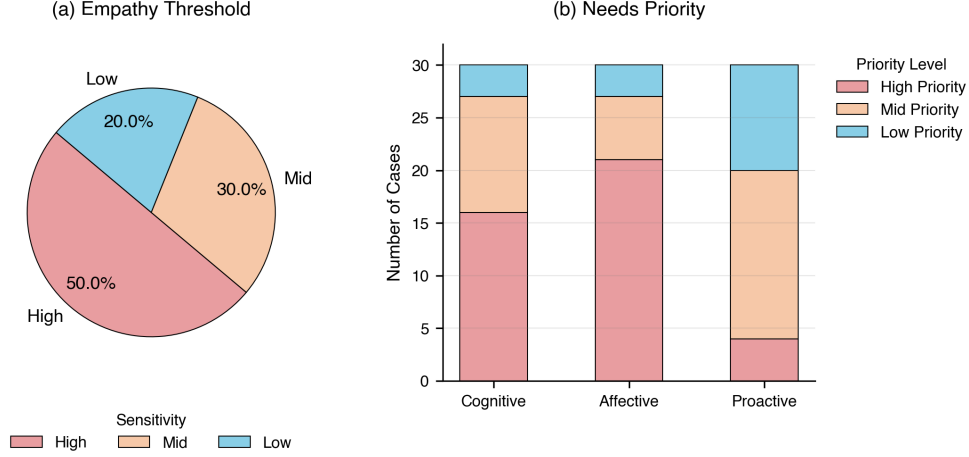 (a) Empathy Threshold
Low
20.0%
Mid
30.0%
50.0%
High
Sensitivity
High
Mid
Low
(b) Needs Priority
Number of Cases
30
25
20
15
10
5
0
Cognitive
Affective
Proactive
Priority Level
High Priority
Mid Priority
Low Priority